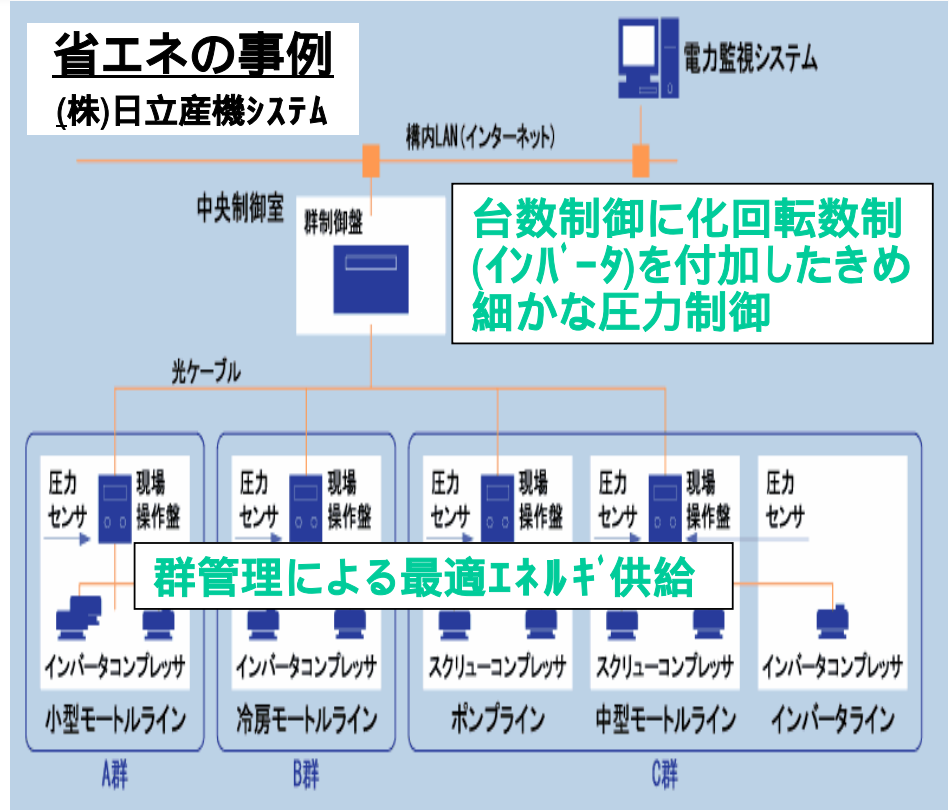 省エネの事例
(株)日立産機ｼｽﾃﾑ
電力監視システム
構内LAN(インターネット)
中央制御室
群制御盤
台数制御に化回転数制
(ｲﾝﾊﾞｰﾀ)を付加したきめ
細かな圧力制御
光ケーブル
圧力
センサ
現場
操作盤
圧力
センサ
現場
操作盤
圧力
センサ
現場
操作盤
圧力
センサ
現場
操作盤
圧力
センサ
群管理による最適ｴﾈﾙｷﾞ供給
インバータコンプレッサ
インバータコンプレッサ
スクリューコンプレッサ
スクリューコンプレッサ
インバータコンプレッサ
小型モートルライン
冷房モートルライン
ポンプライン
中型モートルライン
インバータライン
A群
B群
C群